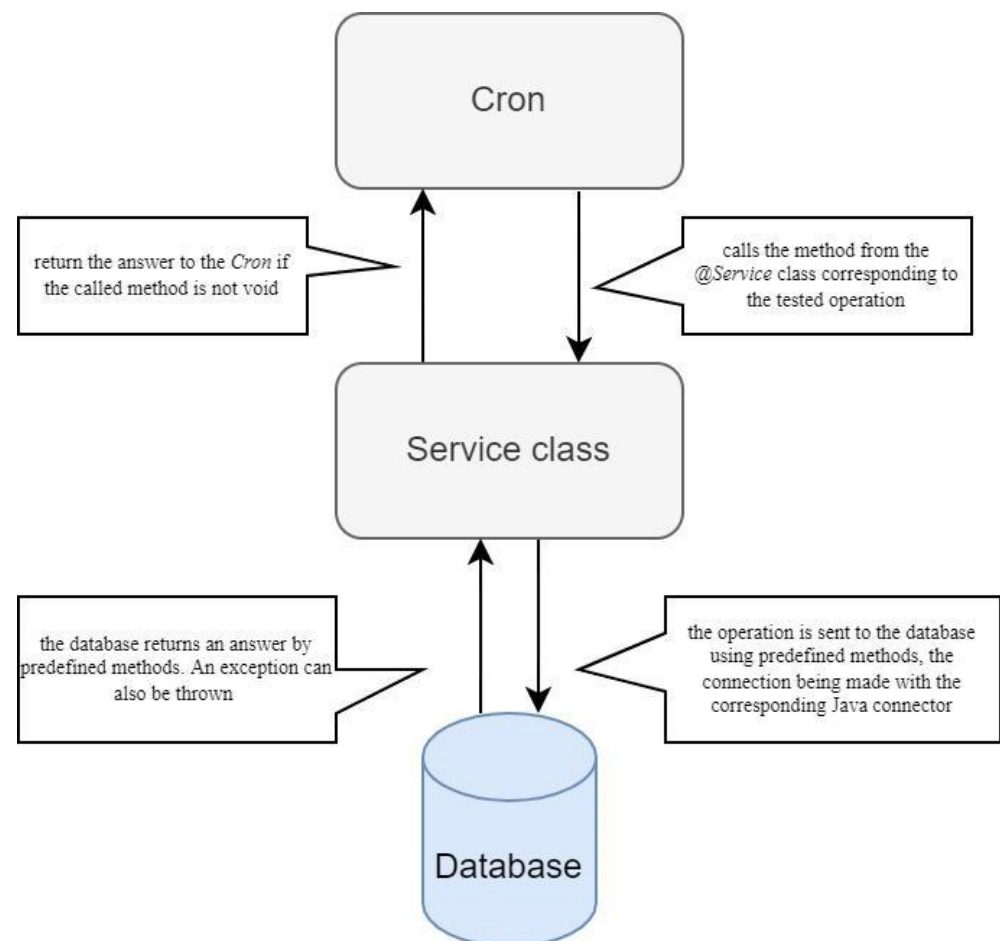 Cron
return the answer to the Cron if
the called method is not void
calls the method from the
@Service class corresponding to
the tested operation
Service class
the database returns an answer by
predefined methods. An exception can
also be thrown
the operation is sent to the database
using predefined methods, the
connection being made with the
corresponding Java connector
Database